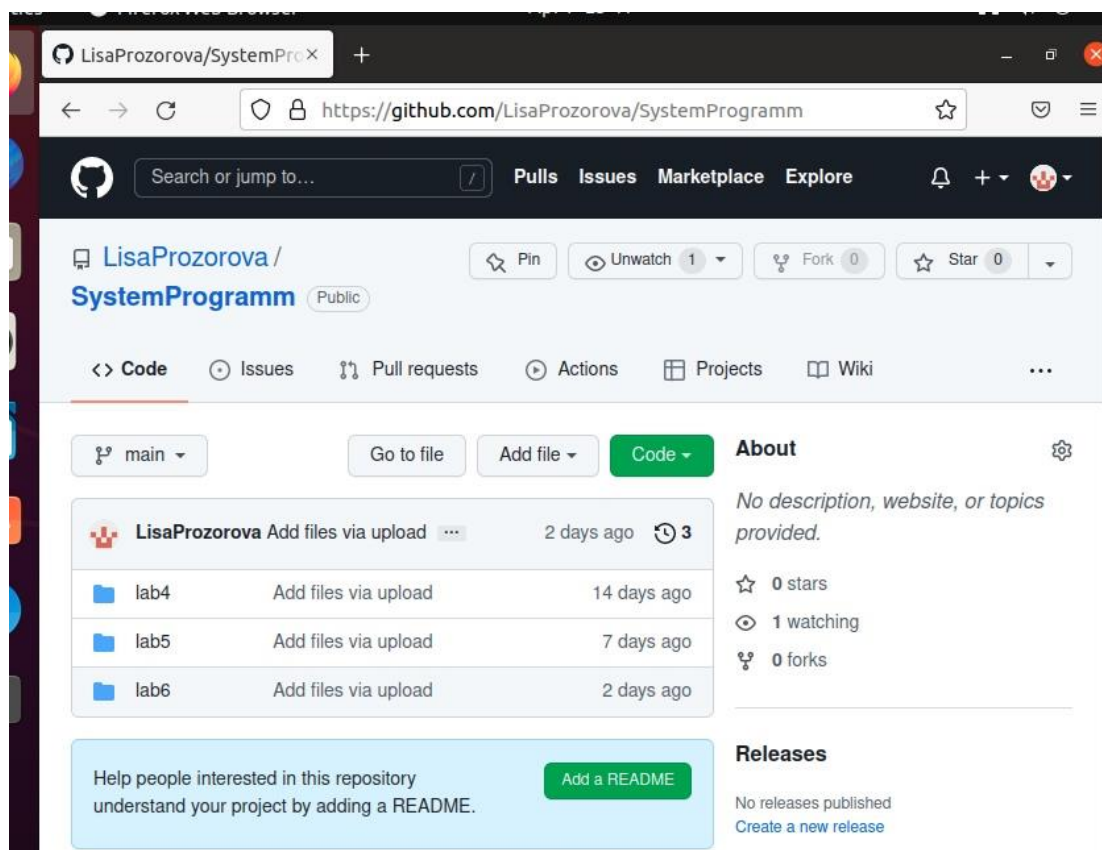 LisaProzorova/SystemPro
https://github.com/LisaProzorova/SystemProgramm
Search or jump to... / Pulls Issues Marketplace Explore
LisaProzorova / Pin Unwatch 1 Fork 0 Star 0
SystemProgramm Public
<> Code Issues Pull requests Actions Projects Wiki ...
main Go to file Add file Code
About
No description, website, or topics
provided.
LisaProzorova Add files via upload ... 2 days ago 3
lab4 Add files via upload 14 days ago
lab5 Add files via upload 7 days ago
lab6 Add files via upload 2 days ago
0 stars
1 watching
0 forks
Help people interested in this repository
understand your project by adding a README.
Add a README
Releases
No releases published
Create a new release